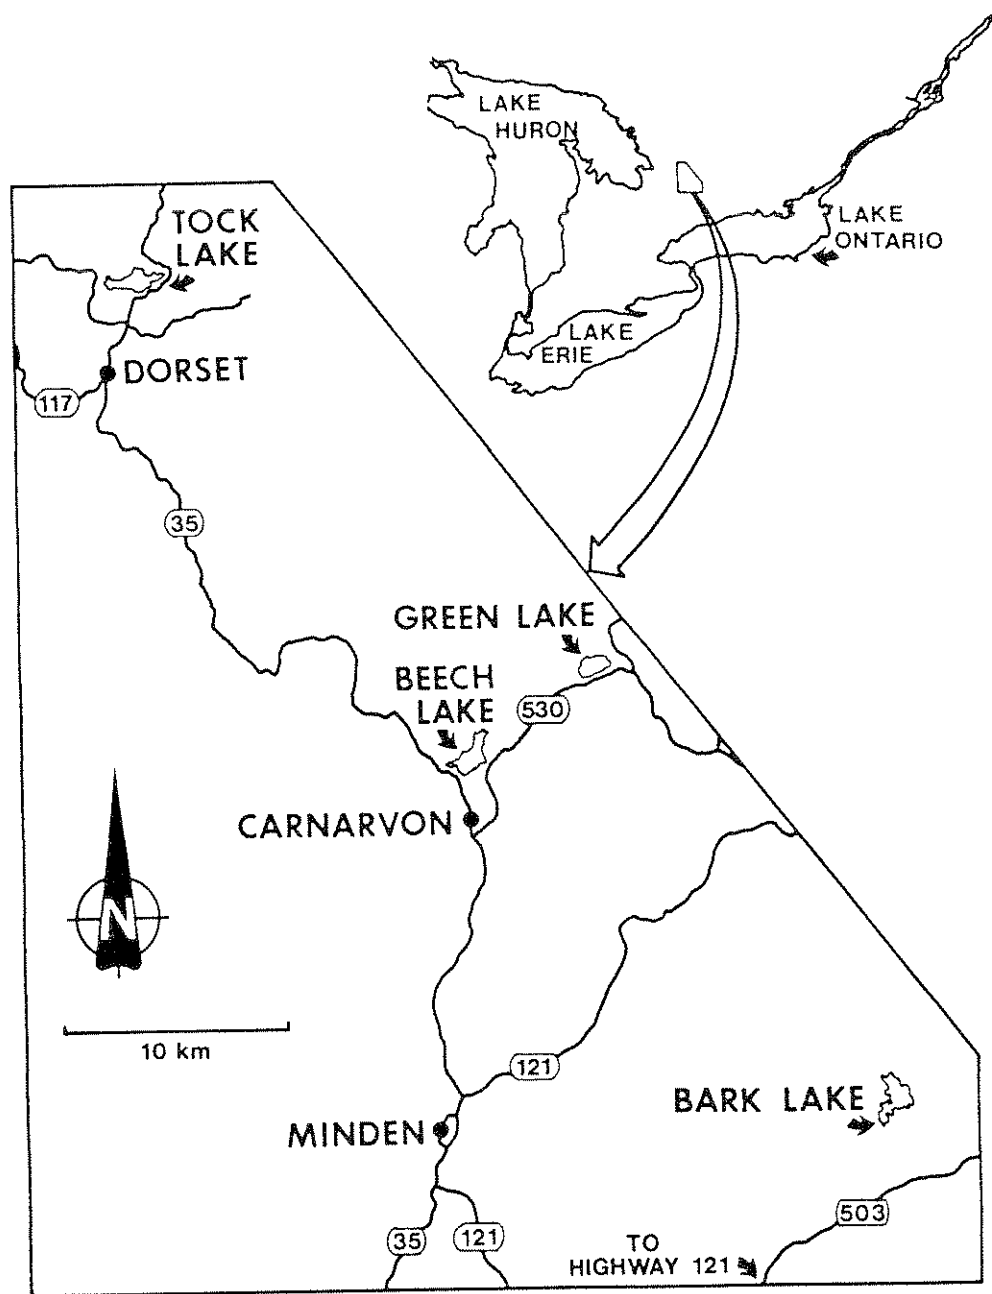 LAKE
HURON
LAKE
ONTARIO
LAKE
ERIE
TOCK
LAKE
DORSET
117
35
GREEN LAKE
BEECH
LAKE
530
CARNARVON
N
10 km
121
BARK LAKE
MINDEN
503
35
121
TO
HIGHWAY 121